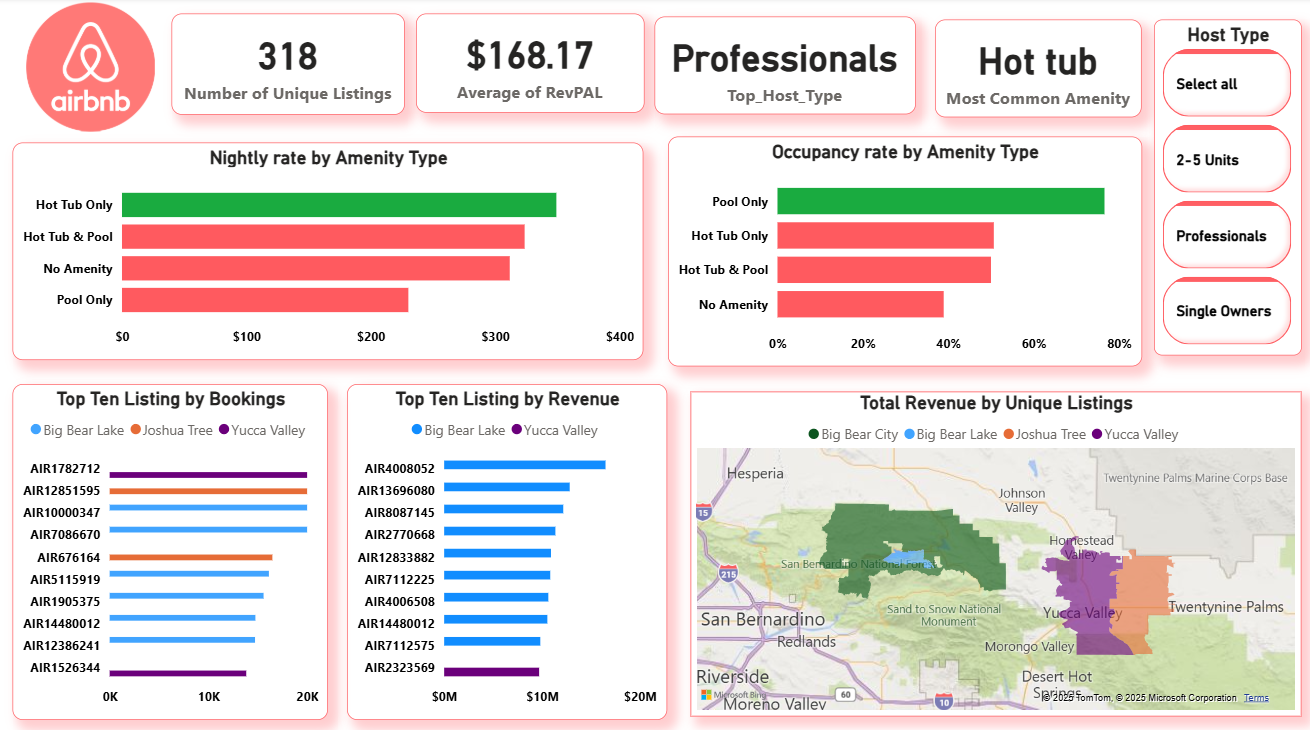 airbnb
318
Number of Unique Listings
$168.17
Average of RevPAL
Professionals
Top_Host_Type
Hot tub
Most Common Amenity
Host Type
Select all
2-5 Units
Professionals
Single Owners
Nightly rate by Amenity Type
Hot Tub Only
Hot Tub & Pool
No Amenity
Pool Only
$0 $100 $200 $300 $400
Occupancy rate by Amenity Type
Pool Only
Hot Tub Only
Hot Tub & Pool
No Amenity
0% 20% 40% 60% 80%
Top Ten Listing by Bookings
Big Bear Lake Joshua Tree Yucca Valley
AIR1782712
AIR12851595
AIR10000347
AIR7086670
AIR676164
AIR5115919
AIR1905375
AIR14480012
AIR12386241
AIR1526344
0K 10K 20K
Top Ten Listing by Revenue
Big Bear Lake Yucca Valley
AIR4008052
AIR13696080
AIR8087145
AIR2770668
AIR12833882
AIR7112225
AIR4006508
AIR14480012
AIR7112575
AIR2323569
$0M $10M $20M
Total Revenue by Unique Listings
Big Bear City Big Bear Lake Joshua Tree Yucca Valley
Hesperia
Twentynine Palms Marine Corps Base
Johnson
Valley
15
Homestead
Valley
San Bernardino National Forest
215
Sand to Snow National
Monument
Yucca Valley
Twentynine Palms
San Bernardino
Redlands
Morongo Valley
Riverside
Desert Hot
Springs
Microsoft Bing
60
10
© 2025 TomTom, © 2025 Microsoft Corporation Terms
Moreno Valley